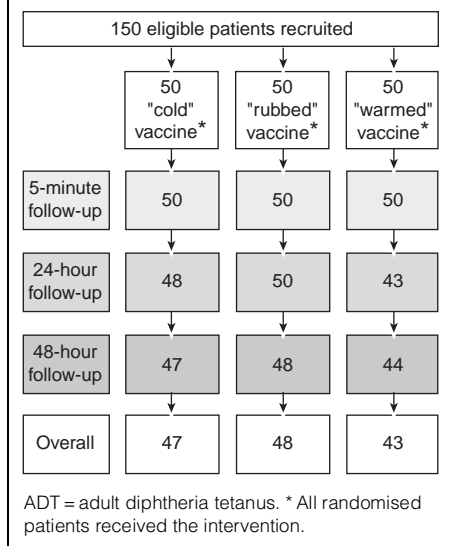 150 eligible patients recruited
50 50 50
"cold" "rubbed" "warmed"
vaccine* vaccine* vaccine*
5-minute
follow-up
50 50 50
24-hour
follow-up
48 50 43
48-hour
follow-up
47 48 44
Overall 47 48 43
ADT = adult diphtheria tetanus. * All randomised
patients received the intervention.